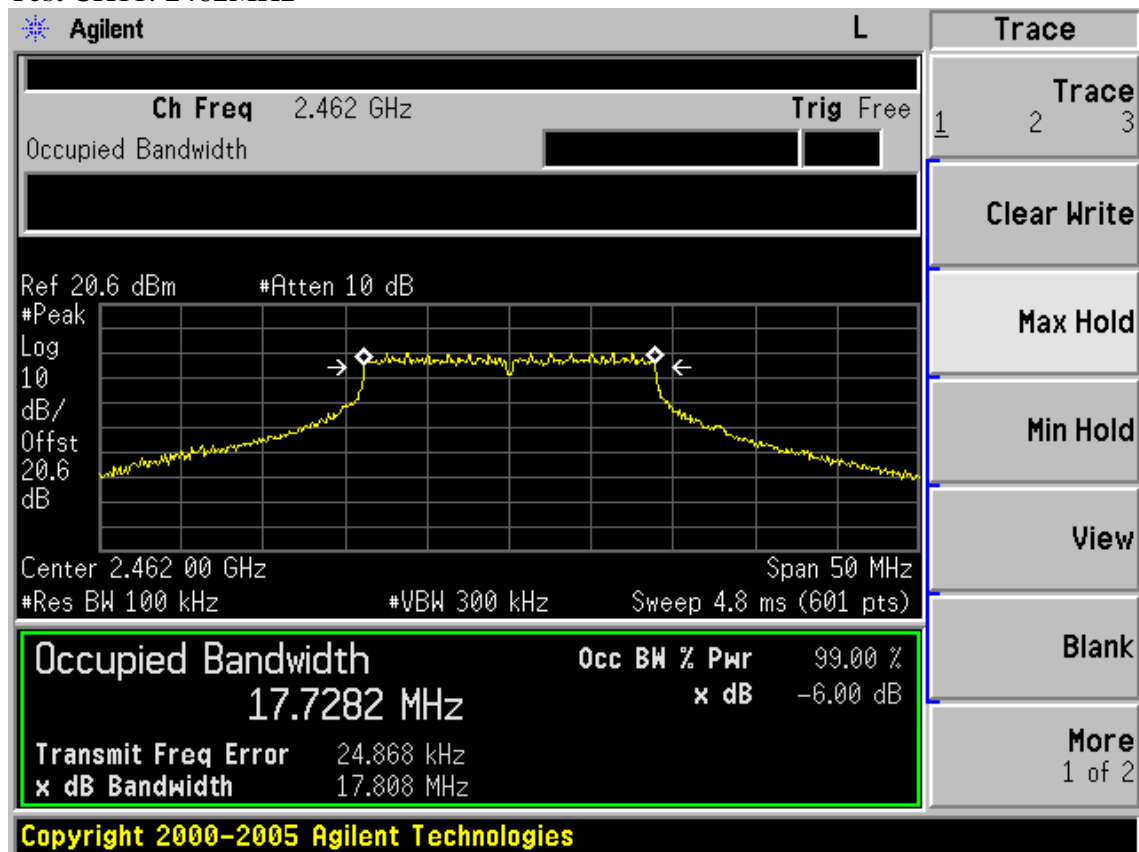 Agilent L Trace
Ch Freq 2.462 GHz Trig Free
Occupied Bandwidth
Trace
1 2 3
Clear Write
Max Hold
Min Hold
View
Blank
More
1 of 2
Ref 20.6 dBm #Atten 10 dB
#Peak
Log
10
dB/
Offst
20.6
dB
Center 2.462 00 GHz Span 50 MHz
#Res BW 100 kHz #VBW 300 kHz Sweep 4.8 ms (601 pts)
Occupied Bandwidth Occ BW % Pwr 99.00 %
17.7282 MHz x dB -6.00 dB
Transmit Freq Error 24.868 kHz
x dB Bandwidth 17.808 MHz
Copyright 2000-2005 Agilent Technologies